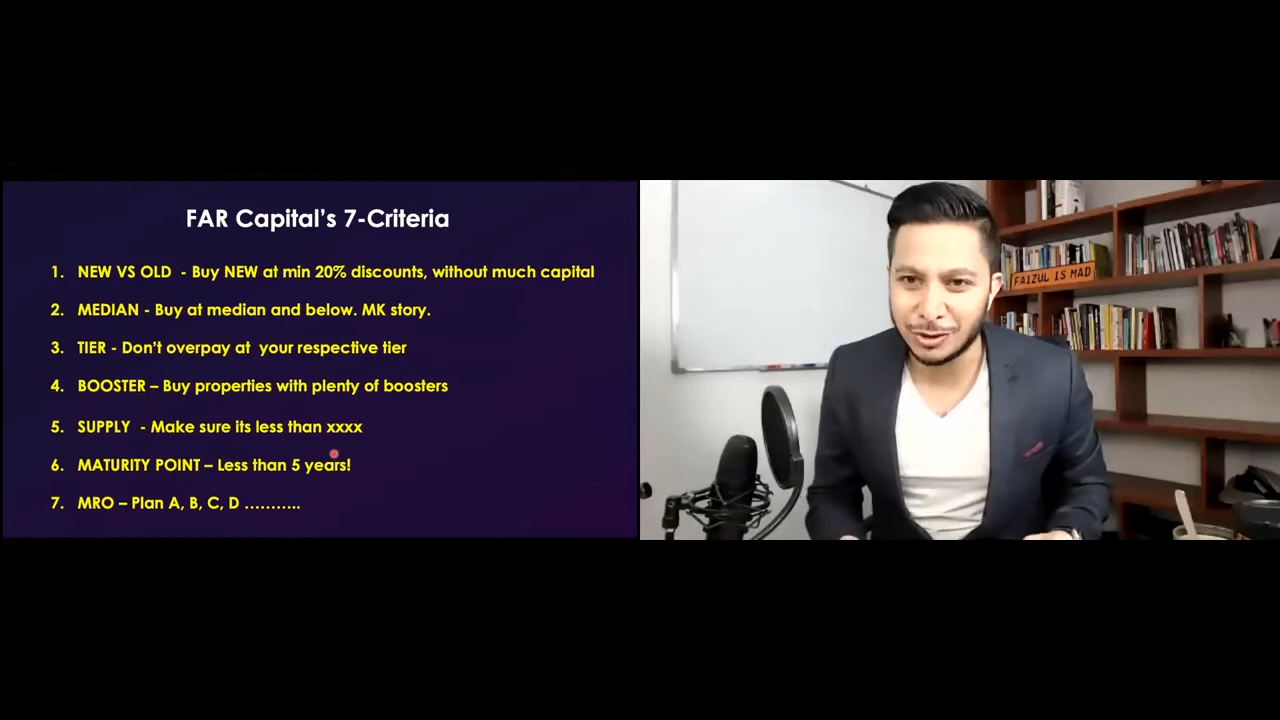 FAR Capital’s 7-Criteria
1. NEW VS OLD - Buy NEW at min 20% discounts, without much capital
2. MEDIAN - Buy at median and below. MK story.
3. TIER - Don’t overpay at your respective tier
4. BOOSTER – Buy properties with plenty of boosters
5. SUPPLY - Make sure its less than xxxx
6. MATURITY POINT – Less than 5 years!
7. MRO – Plan A, B, C, D ………..
FAIZUL IS MAD